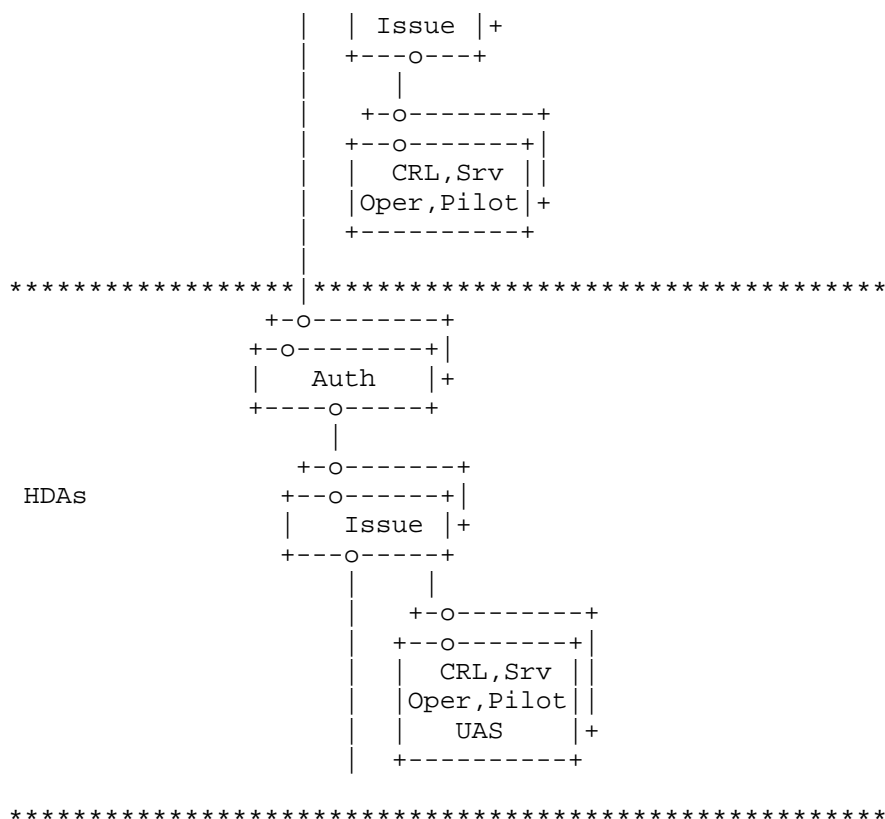 Issue
CRL,Srv
Oper,Pilot
Auth
HDAs
Issue
CRL,Srv
Oper,Pilot
UAS